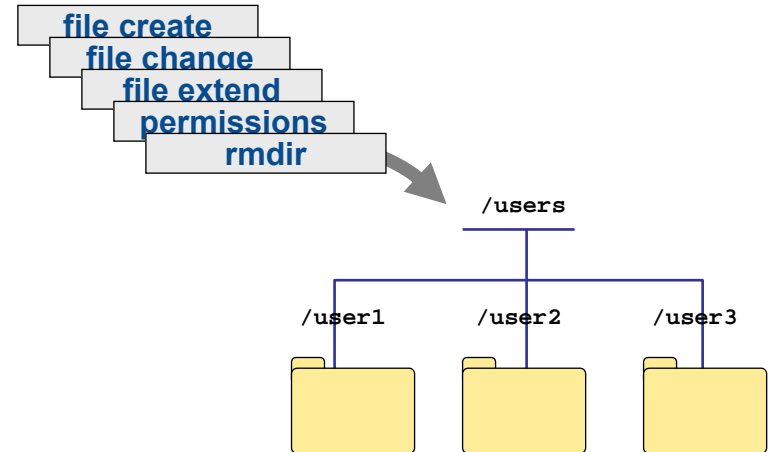 file create
file change
file extend
permissions
rmdir
/users
/user1 /user2 /user3